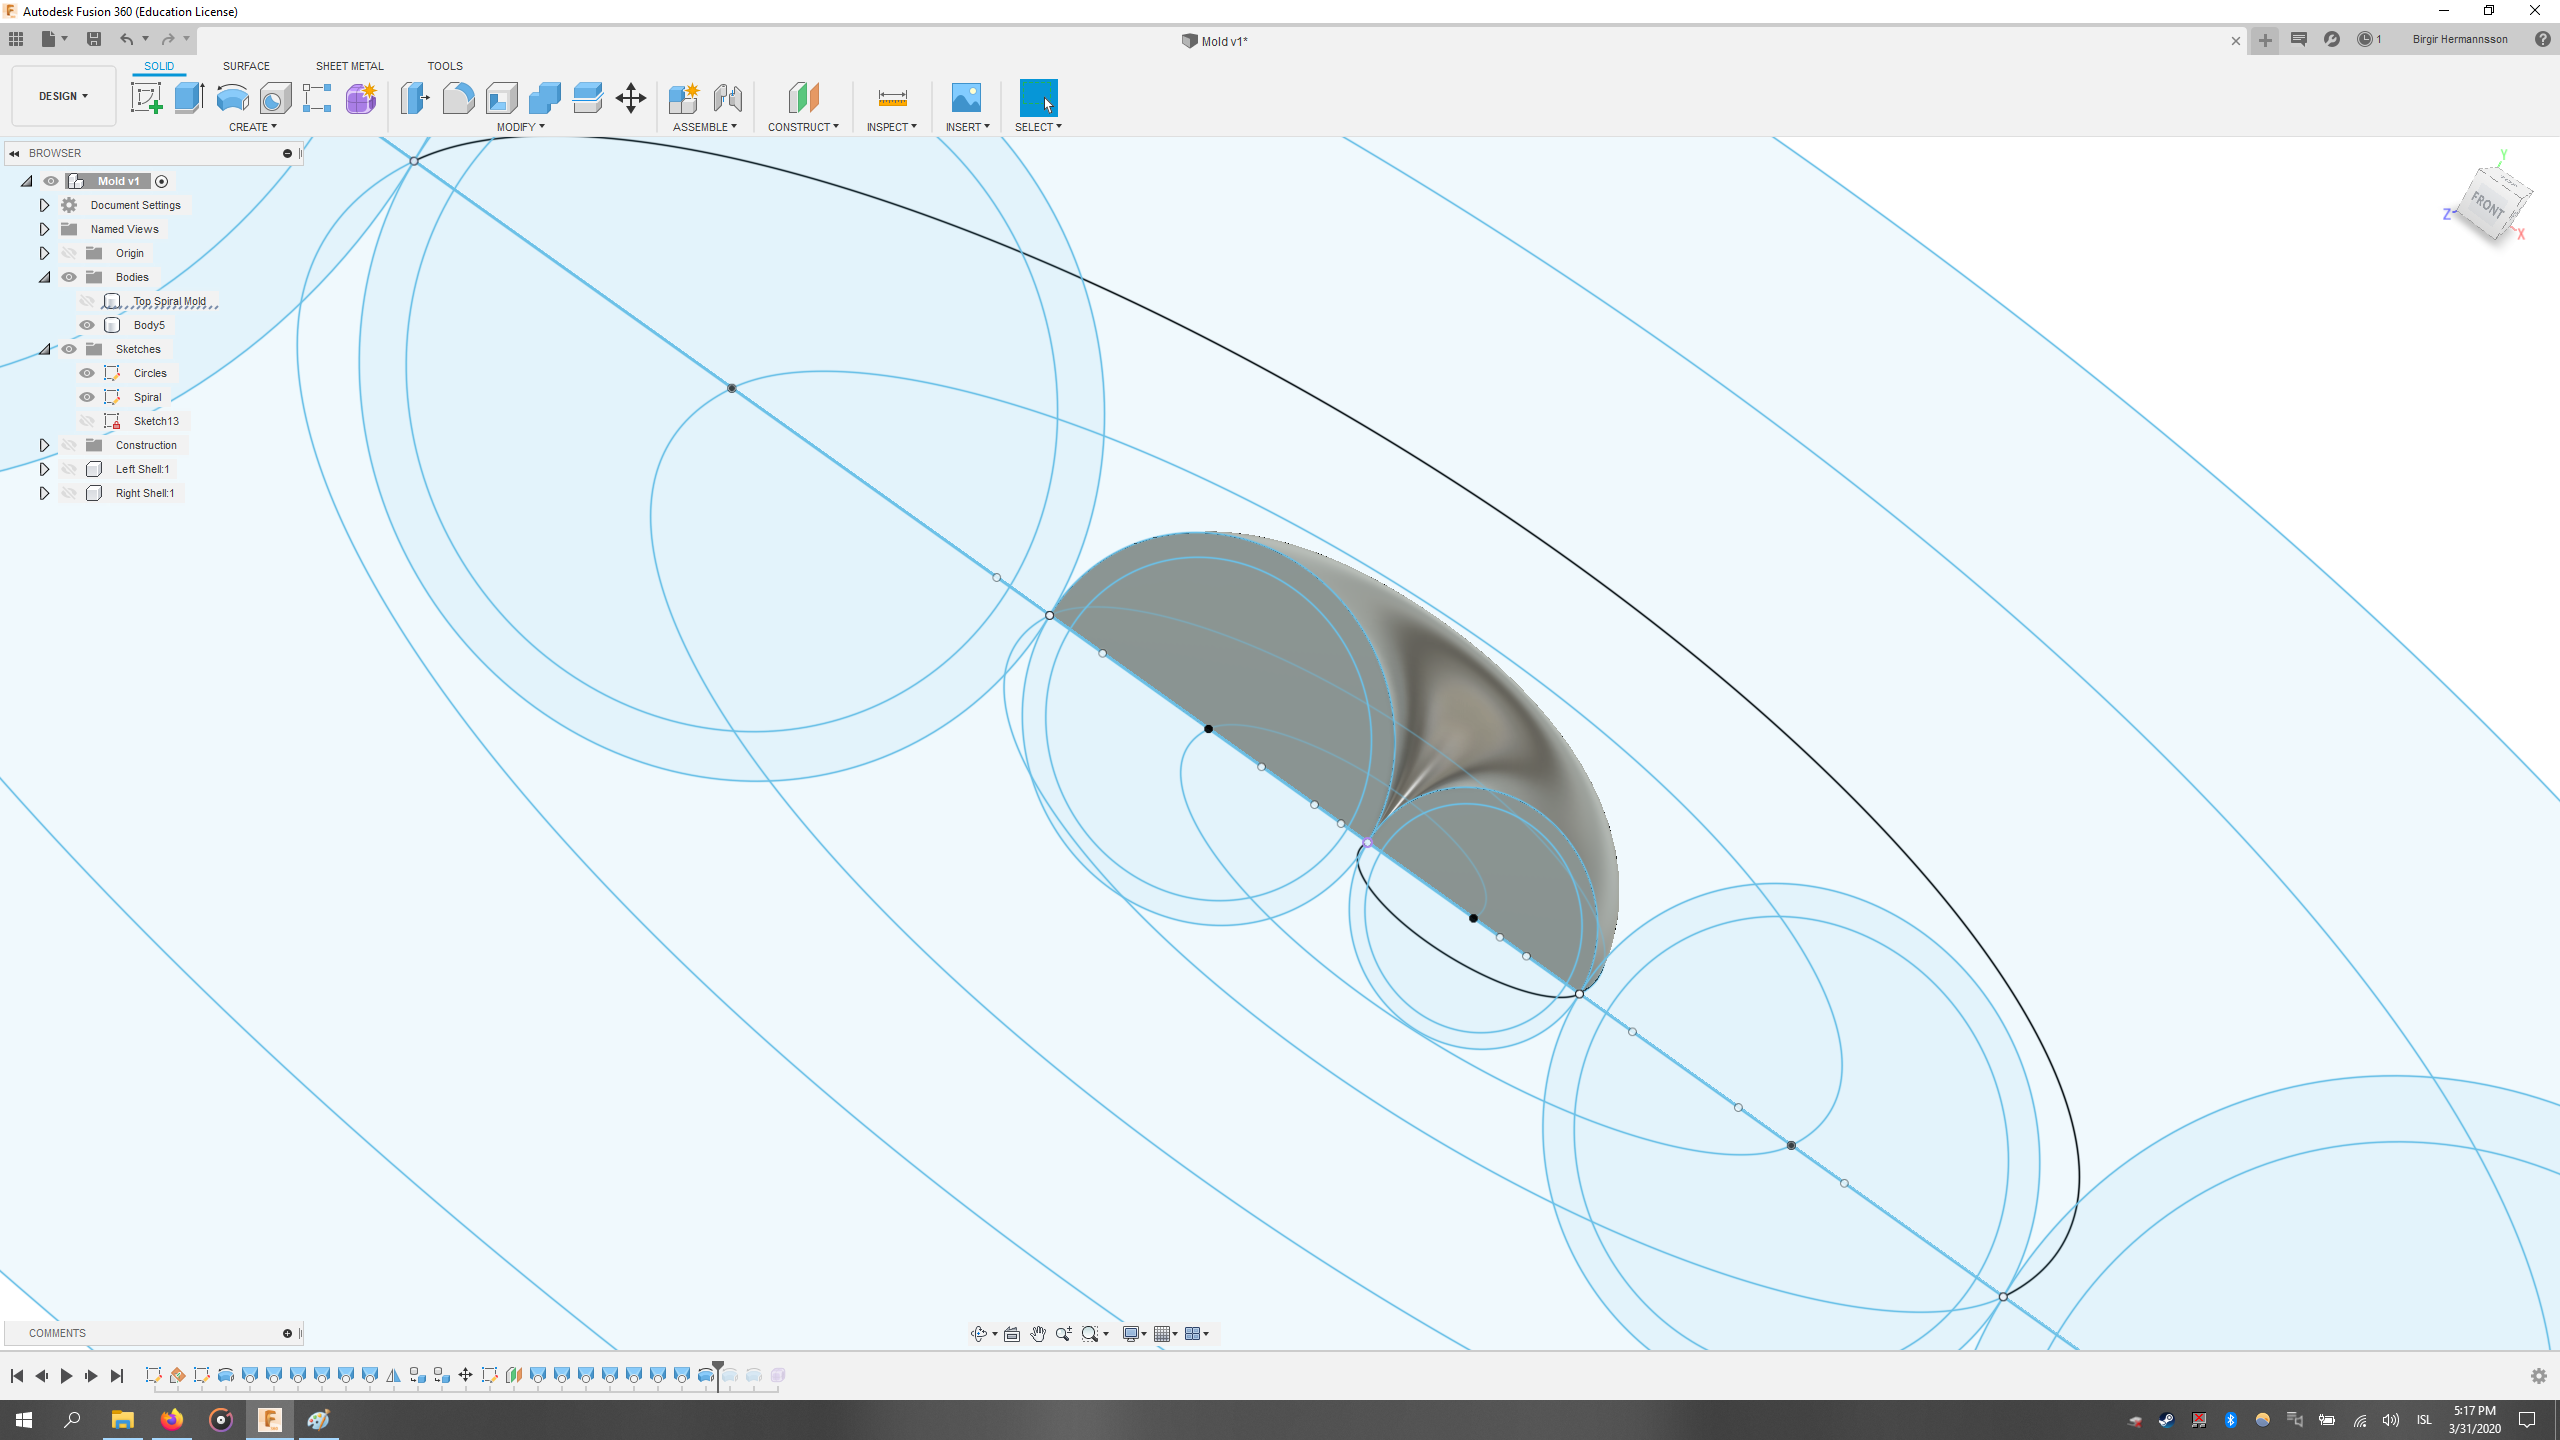 Autodesk Fusion 360 (Education License)
Mold v1*
1
Birgir Hermannsson
DESIGN
SOLID
SURFACE
SHEET METAL
TOOLS
CREATE
MODIFY
ASSEMBLE
CONSTRUCT
INSPECT
INSERT
SELECT
BROWSER
Mold v1
Document Settings
Named Views
Origin
Bodies
Top Spiral Mold
Body5
Sketches
Circles
Spiral
Sketch13
Construction
Left Shell:1
Right Shell:1
Y
FRONT
Z
X
COMMENTS
ISL
5:17 PM
3/31/2020